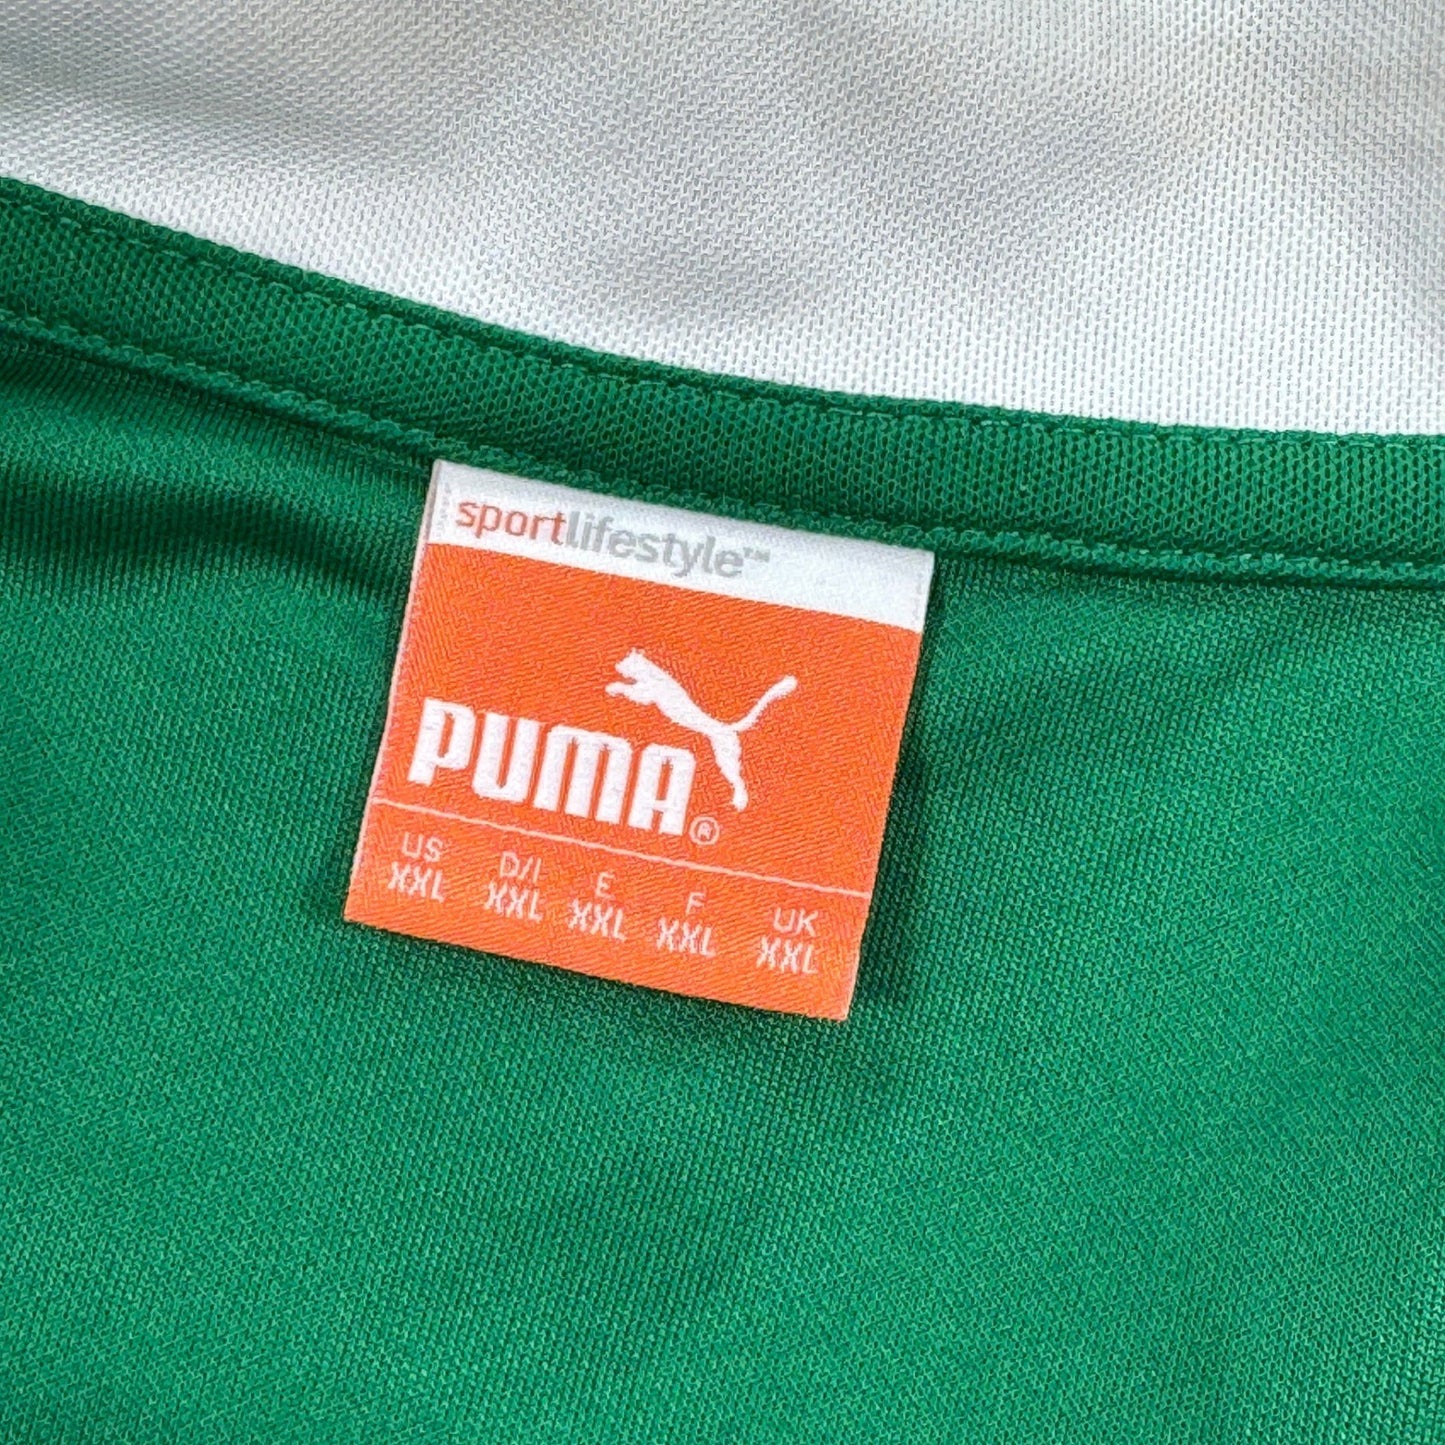 sportlifestyle™
PUMA®
US D/I E F UK
XXL XXL XXL XXL XXL